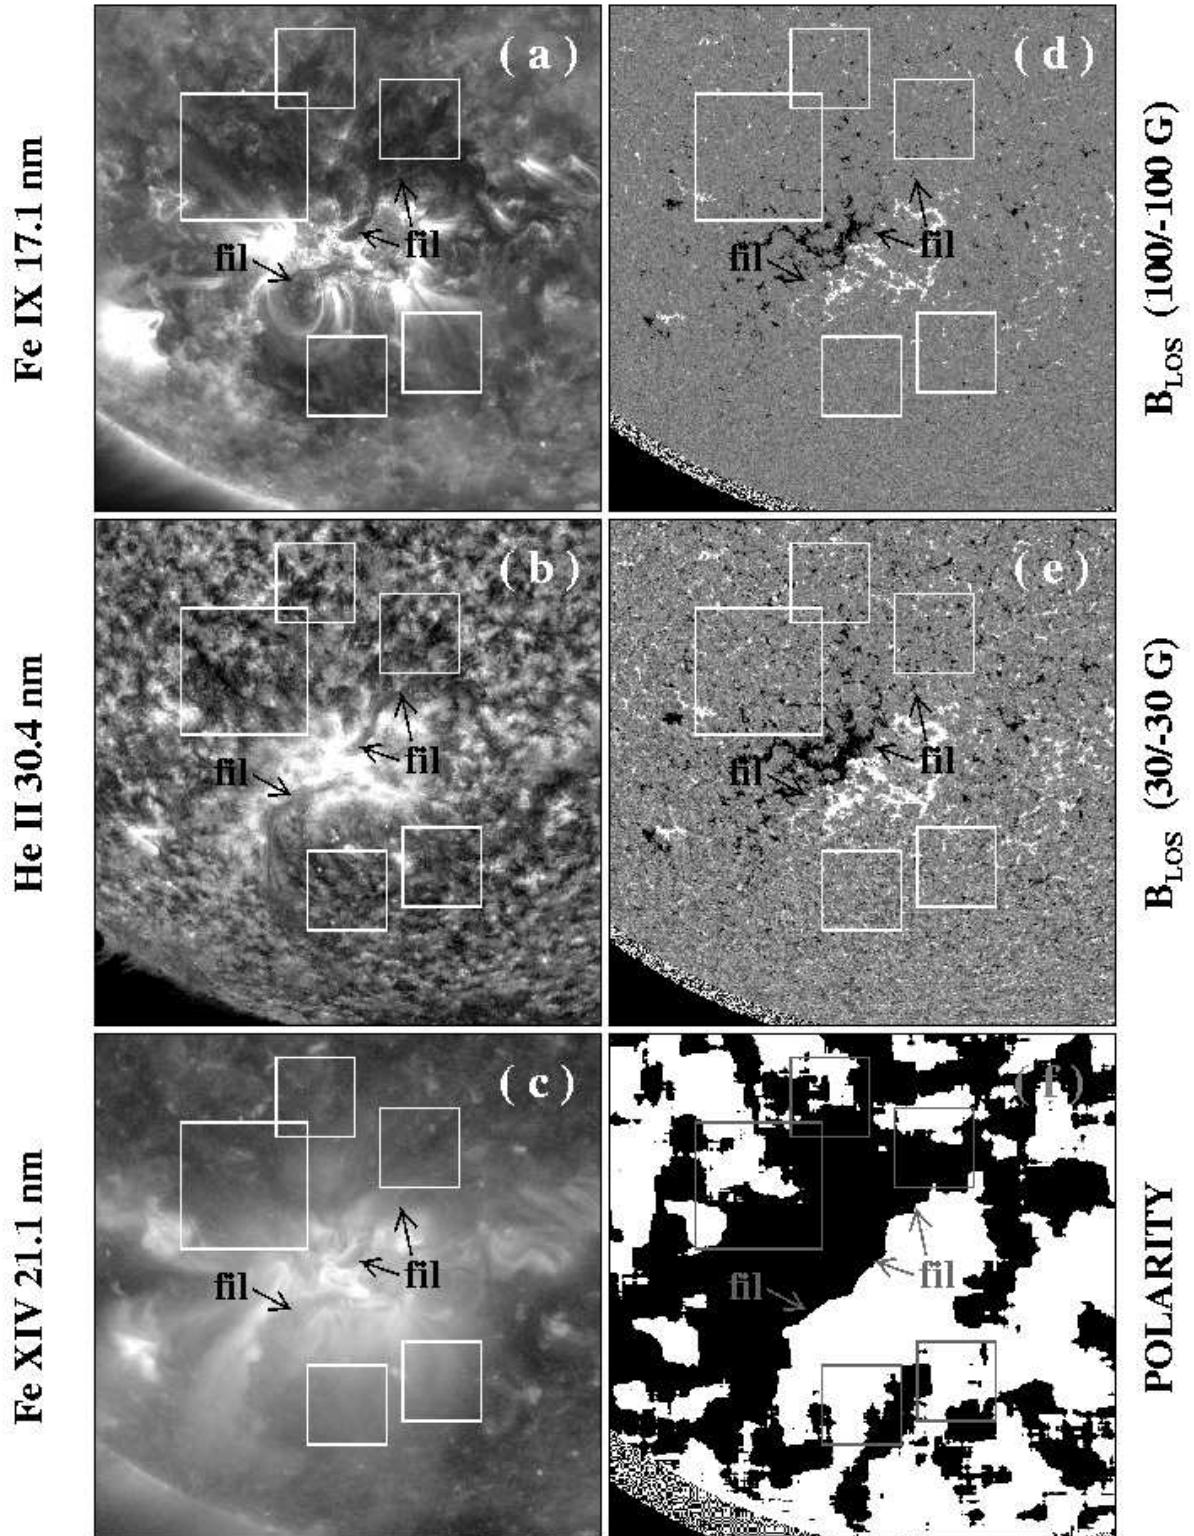 Fe IX 17.1 nm
( a )
fil
fil
( d )
fil
fil
B_LOS (100/-100 G)
He II 30.4 nm
( b )
fil
fil
( e )
fil
fil
B_LOS (30/-30 G)
Fe XIV 21.1 nm
( c )
fil
fil
( f )
fil
fil
POLARITY